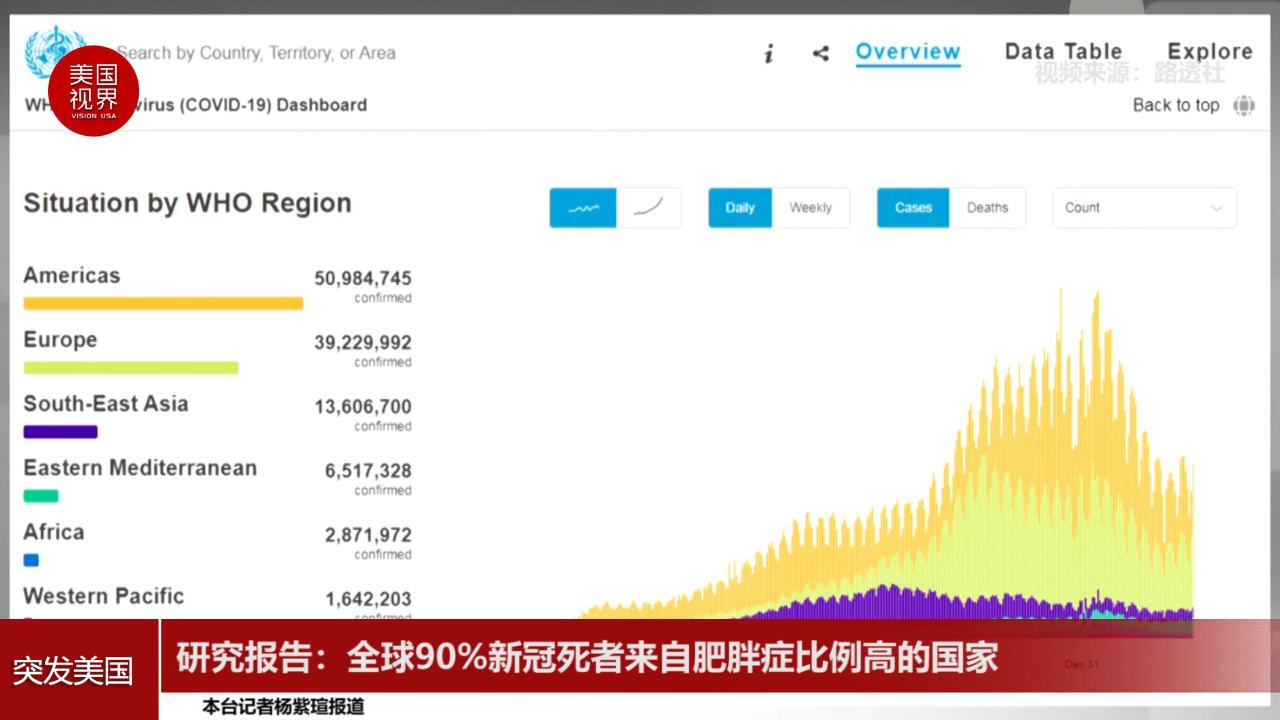 Search by Country, Territory, or Area
Overview
Data Table
Explore
视频来源：路透社
美国
视界
VISION USA
WH
virus (COVID-19) Dashboard
Back to top
Situation by WHO Region
Daily
Weekly
Cases
Deaths
Count
Americas
50,984,745
confirmed
Europe
39,229,992
confirmed
South-East Asia
13,606,700
confirmed
Eastern Mediterranean
6,517,328
confirmed
Africa
2,871,972
confirmed
Western Pacific
1,642,203
confirmed
Dec 31
突发美国
研究报告：全球90%新冠死者来自肥胖症比例高的国家
本台记者杨紫瑄报道